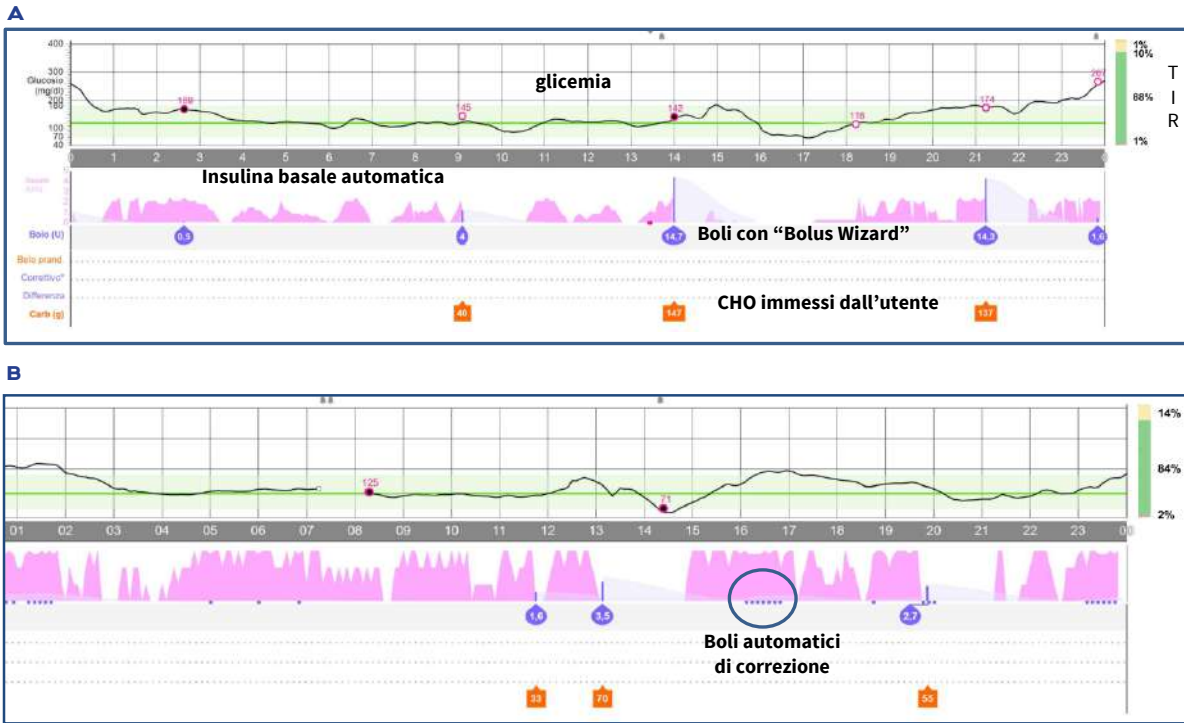 A
400
300
Glucosio
(mg/dl)
200
180
100
70
40
glicemia
189
145
142
118
174
267
1%
10%
88%
1%
T
I
R
0 1 2 3 4 5 6 7 8 9 10 11 12 13 14 15 16 17 18 19 20 21 22 23 0
Insulina basale automatica
Bolo (U)
0,5 4 14,7 14,3 1,6
Boli con “Bolus Wizard”
Bolo prand
Correttivo*
Differenza
Carb (g)
40 147 137
CHO immessi dall’utente
B
125
71
14%
84%
2%
01 02 03 04 05 06 07 08 09 10 11 12 13 14 15 16 17 18 19 20 21 22 23 00
1,6 3,5 2,7
Boli automatici
di correzione
33 70 55